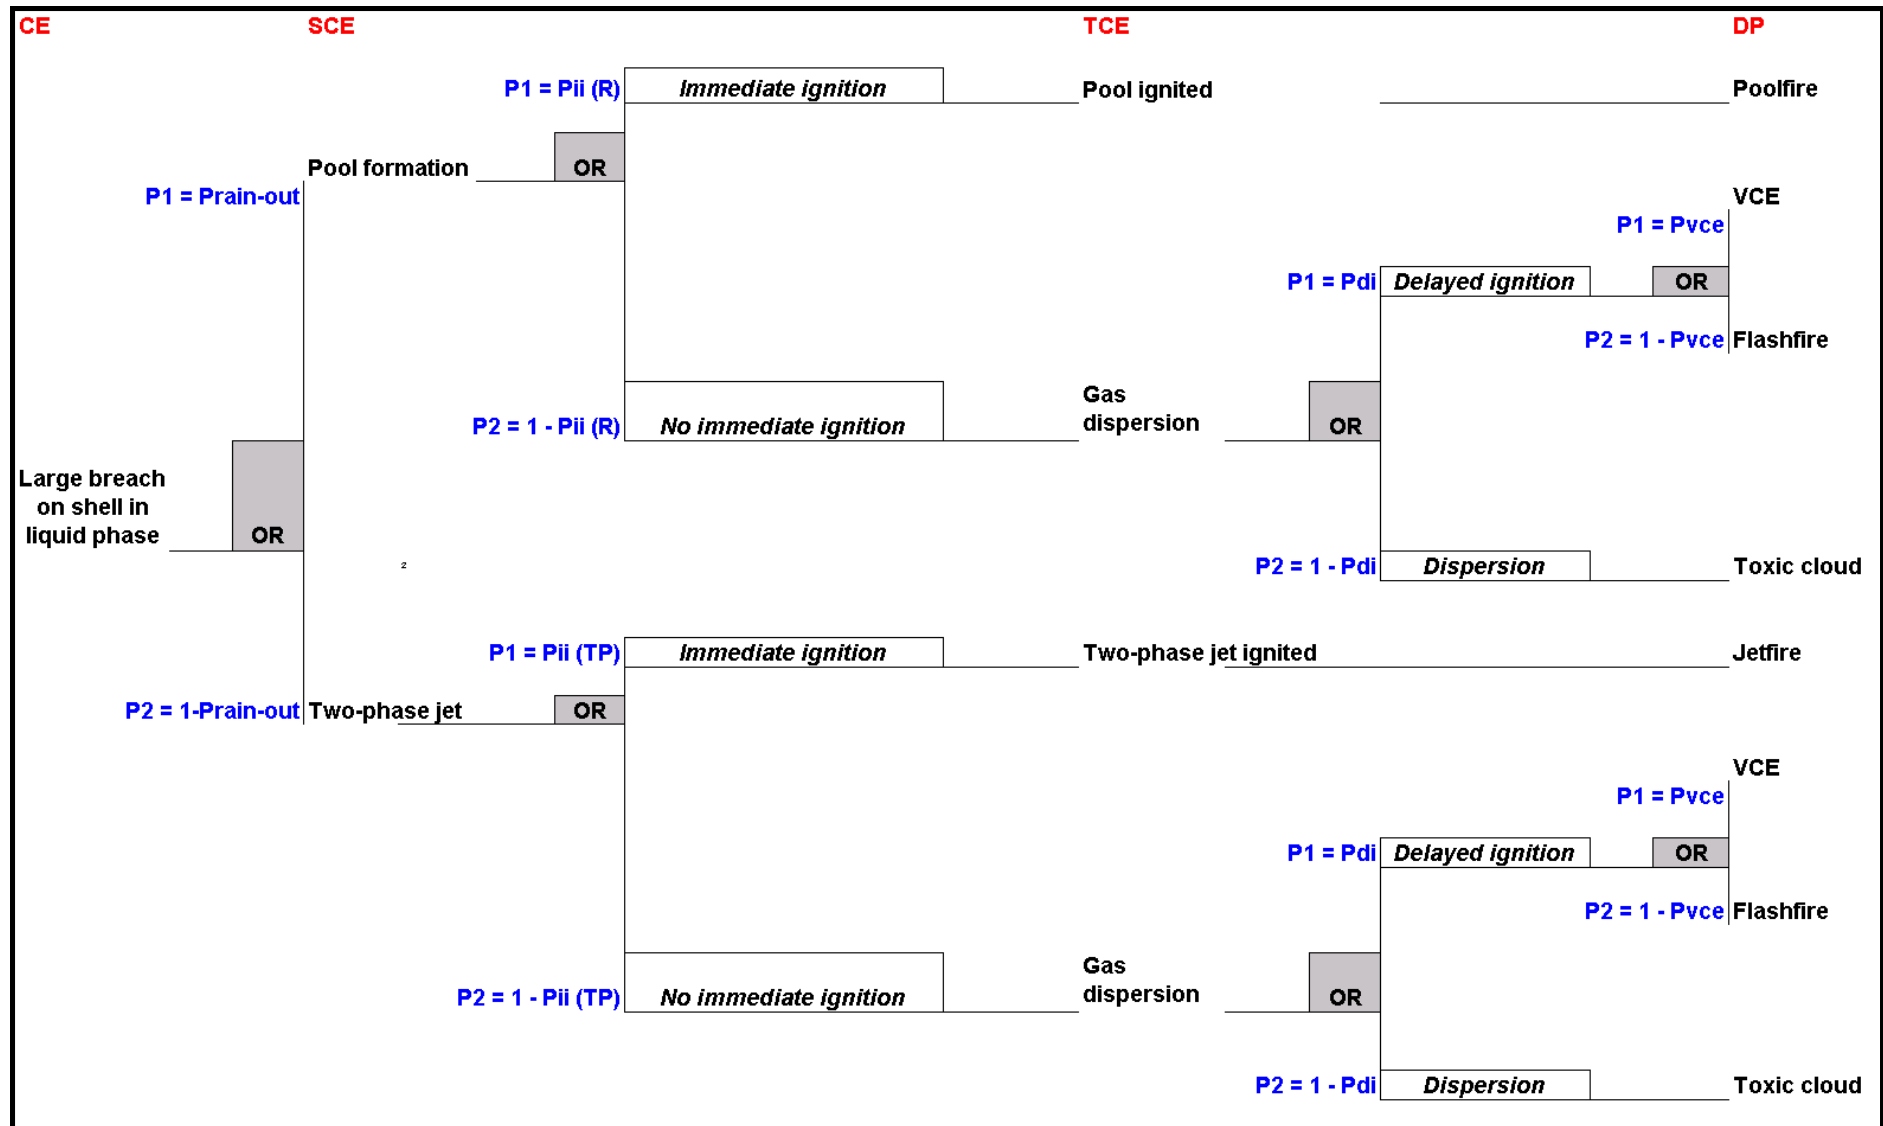 CE SCE TCE DP
P1 = Pii (R) Immediate ignition Pool ignited Poolfire
Pool formation OR
P1 = Prain-out VCE
P1 = Pvce
P1 = Pdi Delayed ignition OR
P2 = 1 - Pvce Flashfire
Gas
P2 = 1 - Pii (R) No immediate ignition dispersion OR
Large breach
on shell in
liquid phase OR
2
P2 = 1 - Pdi Dispersion Toxic cloud
P1 = Pii (TP) Immediate ignition Two-phase jet ignited Jetfire
P2 = 1-Prain-out Two-phase jet OR
VCE
P1 = Pvce
P1 = Pdi Delayed ignition OR
P2 = 1 - Pvce Flashfire
Gas
P2 = 1 - Pii (TP) No immediate ignition dispersion OR
P2 = 1 - Pdi Dispersion Toxic cloud